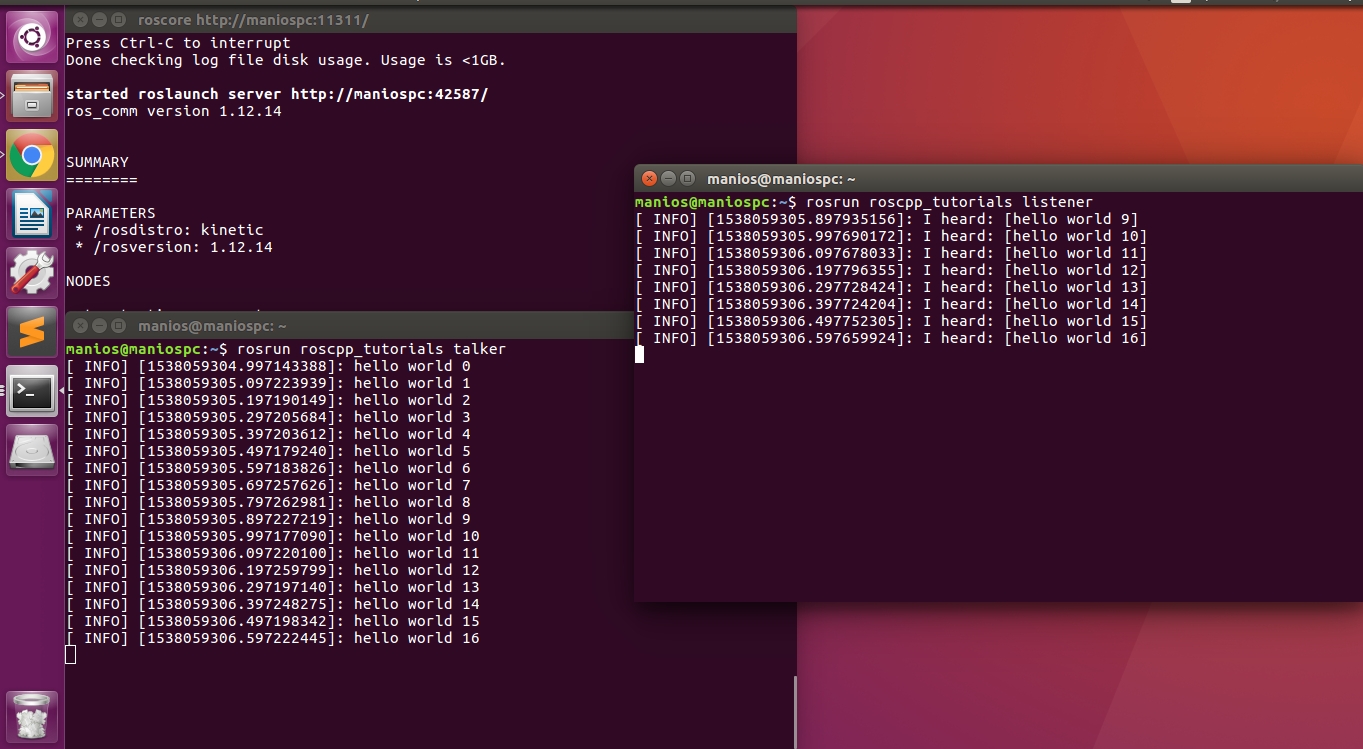 roscore http://maniospc:11311/
Press Ctrl-C to interrupt
Done checking log file disk usage. Usage is <1GB.
started roslaunch server http://maniospc:42587/
ros_comm version 1.12.14
SUMMARY
========
PARAMETERS
* /rosdistro: kinetic
* /rosversion: 1.12.14
NODES
manios@maniospc: ~
manios@maniospc:~$ rosrun roscpp_tutorials talker
[ INFO] [1538059304.997143388]: hello world 0
[ INFO] [1538059305.097223939]: hello world 1
[ INFO] [1538059305.197190149]: hello world 2
[ INFO] [1538059305.297205684]: hello world 3
[ INFO] [1538059305.397203612]: hello world 4
[ INFO] [1538059305.497179240]: hello world 5
[ INFO] [1538059305.597183826]: hello world 6
[ INFO] [1538059305.697257626]: hello world 7
[ INFO] [1538059305.797262981]: hello world 8
[ INFO] [1538059305.897227219]: hello world 9
[ INFO] [1538059305.997177090]: hello world 10
[ INFO] [1538059306.097220100]: hello world 11
[ INFO] [1538059306.197259799]: hello world 12
[ INFO] [1538059306.297197140]: hello world 13
[ INFO] [1538059306.397248275]: hello world 14
[ INFO] [1538059306.497198342]: hello world 15
[ INFO] [1538059306.597222445]: hello world 16
manios@maniospc: ~
manios@maniospc:~$ rosrun roscpp_tutorials listener
[ INFO] [1538059305.897935156]: I heard: [hello world 9]
[ INFO] [1538059305.997690172]: I heard: [hello world 10]
[ INFO] [1538059306.097678033]: I heard: [hello world 11]
[ INFO] [1538059306.197796355]: I heard: [hello world 12]
[ INFO] [1538059306.297728424]: I heard: [hello world 13]
[ INFO] [1538059306.397724204]: I heard: [hello world 14]
[ INFO] [1538059306.497752305]: I heard: [hello world 15]
[ INFO] [1538059306.597659924]: I heard: [hello world 16]